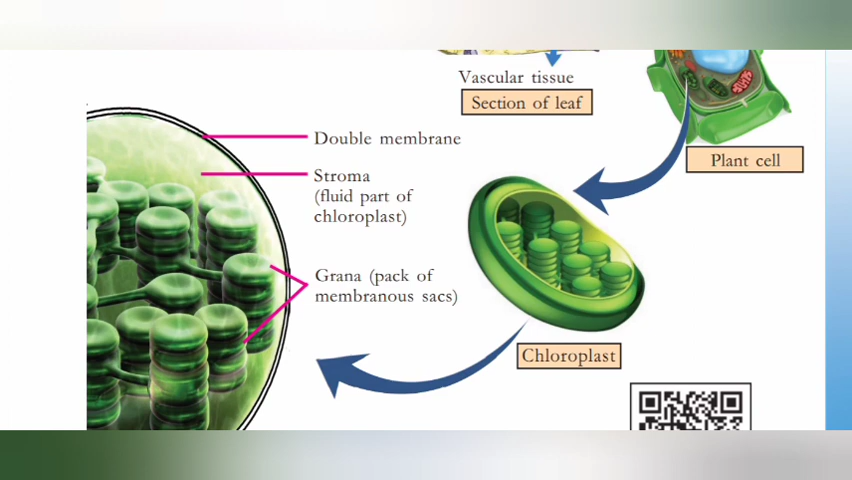 Vascular tissue
Section of leaf
Double membrane
Plant cell
Stroma
(fluid part of
chloroplast)
Grana (pack of
membranous sacs)
Chloroplast